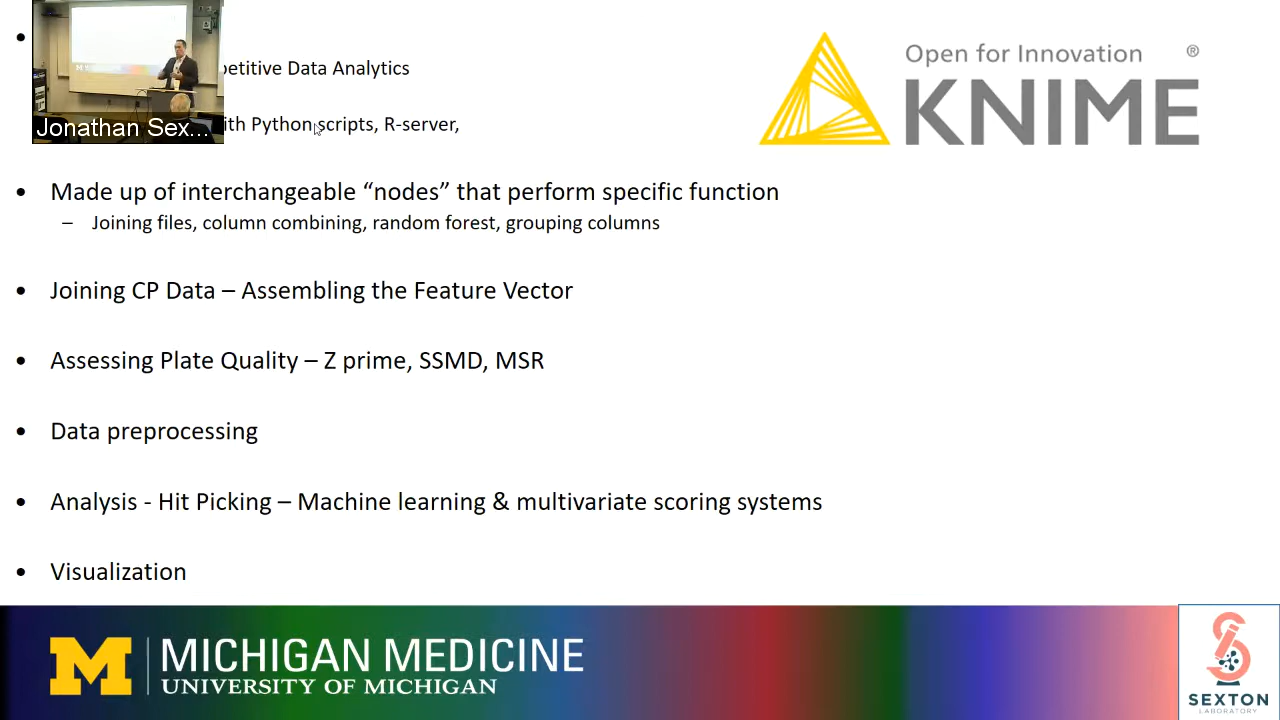 Data Analytics
Python scripts, R-server,
Made up of interchangeable “nodes” that perform specific function
– Joining files, column combining, random forest, grouping columns
Joining CP Data – Assembling the Feature Vector
Assessing Plate Quality – Z prime, SSMD, MSR
Data preprocessing
Analysis - Hit Picking – Machine learning & multivariate scoring systems
Visualization
Jonathan Sex...
Open for Innovation ®
KNIME
M
MICHIGAN MEDICINE
UNIVERSITY OF MICHIGAN
SEXTON
LABORATORY